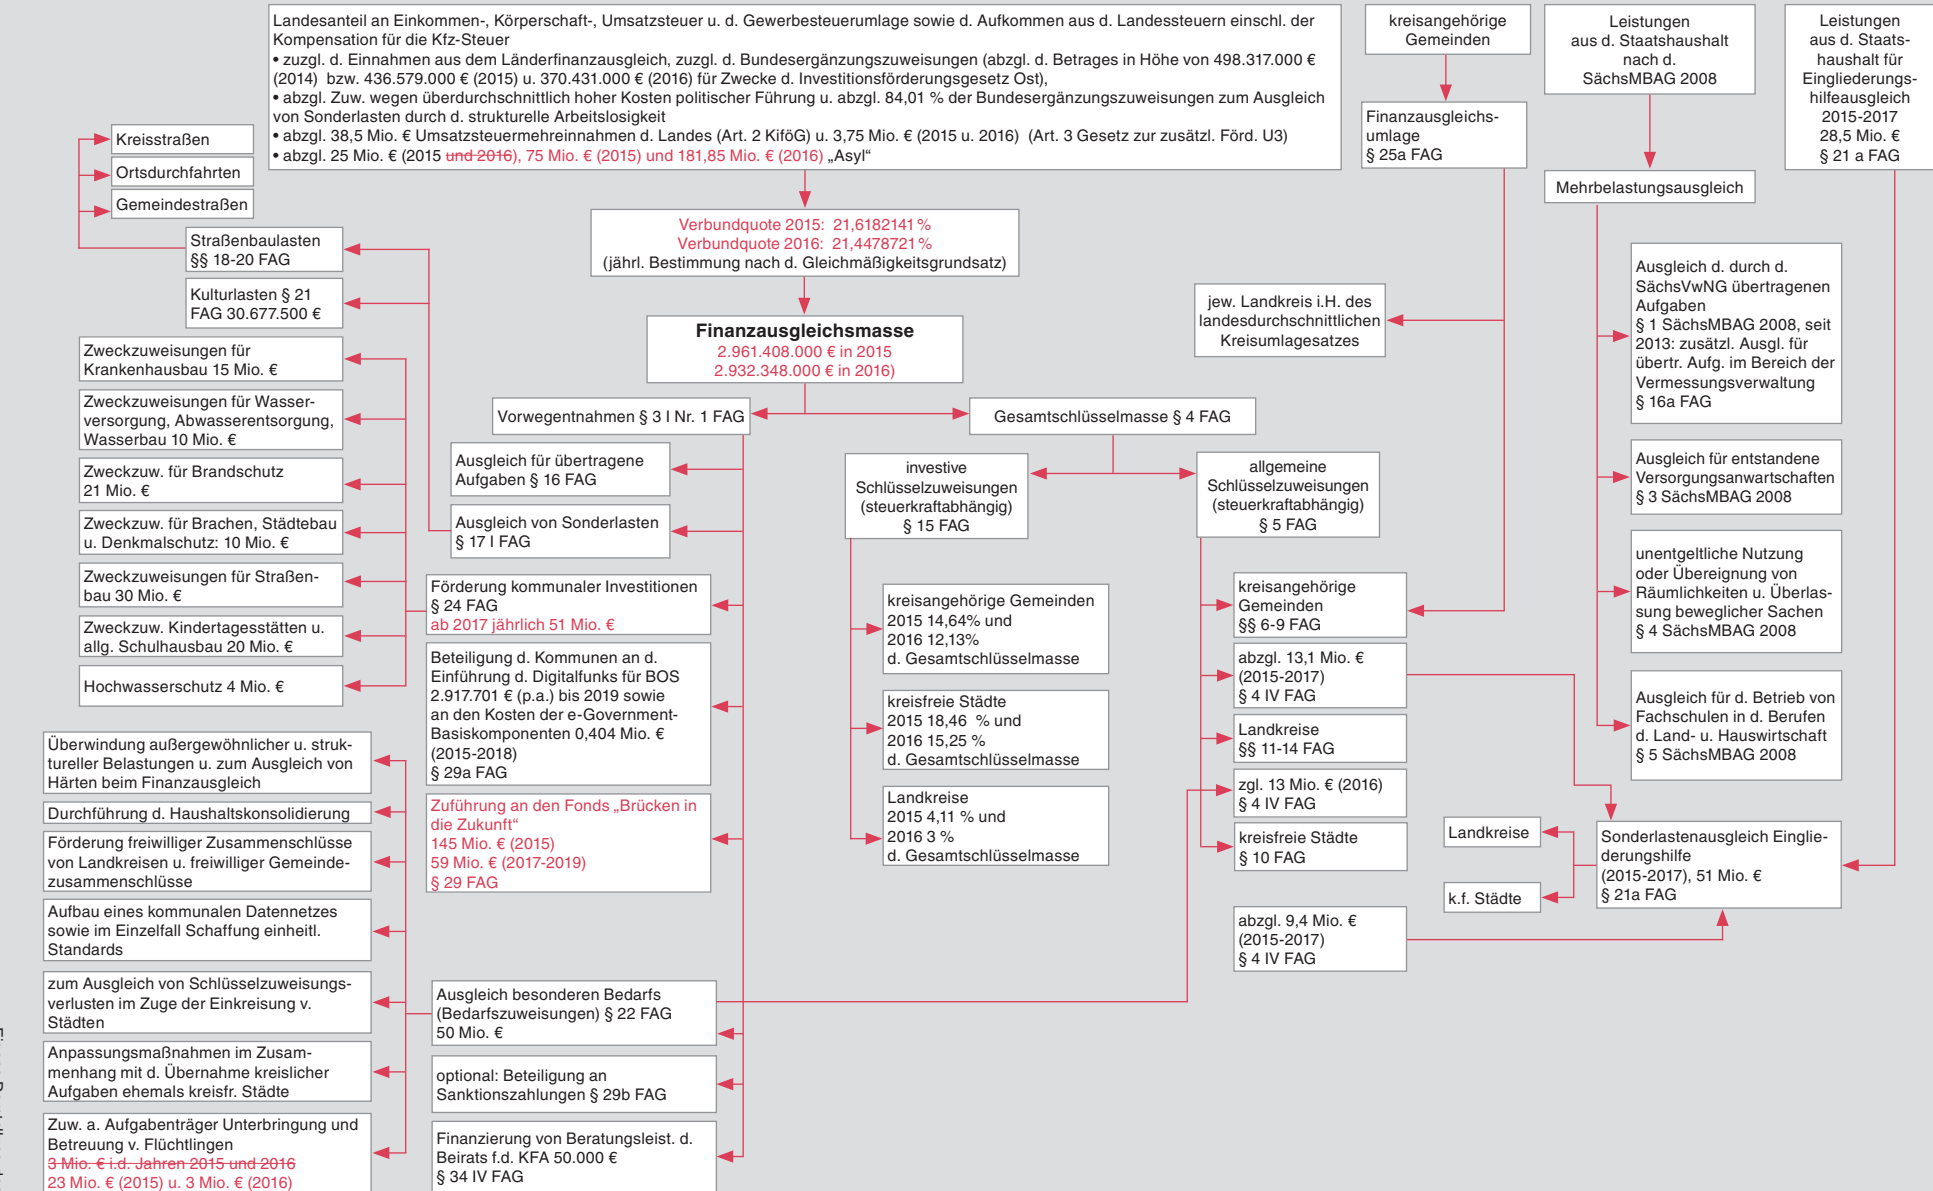 Landesanteil an Einkommen-, Körperschaft-, Umsatzsteuer u. d. Gewerbesteuerumlage sowie d. Aufkommen aus d. Landessteuern einschl. der
Kompensation für die Kfz-Steuer
• zuzgl. d. Einnahmen aus dem Länderfinanzausgleich, zuzgl. d. Bundesergänzungszuweisungen (abzgl. d. Betrages in Höhe von 498.317.000 €
(2014) bzw. 436.579.000 € (2015) u. 370.431.000 € (2016) für Zwecke d. Investitionsförderungsgesetz Ost),
• abzgl. Zuw. wegen überdurchschnittlich hoher Kosten politischer Führung u. abzgl. 84,01 % der Bundesergänzungszuweisungen zum Ausgleich
von Sonderlasten durch d. strukturelle Arbeitslosigkeit
• abzgl. 38,5 Mio. € Umsatzsteuermehreinnahmen d. Landes (Art. 2 KiföG) u. 3,75 Mio. € (2015 u. 2016) (Art. 3 Gesetz zur zusätzl. Förd. U3)
• abzgl. 25 Mio. € (2015 und 2016), 75 Mio. € (2015) und 181,85 Mio. € (2016) „Asyl“
kreisangehörige
Gemeinden
Leistungen
aus d. Staatshaushalt
nach d.
SächsMBAG 2008
Leistungen
aus d. Staats-
haushalt für
Eingliederungs-
hilfeausgleich
2015-2017
28,5 Mio. €
§ 21 a FAG
Finanzausgleichs-
umlage
§ 25a FAG
Mehrbelastungsausgleich
Kreisstraßen
Ortsdurchfahrten
Gemeindestraßen
Straßenbaulasten
§§ 18-20 FAG
Kulturlasten § 21
FAG 30.677.500 €
Verbundquote 2015: 21,6182141 %
Verbundquote 2016: 21,4478721 %
(jährl. Bestimmung nach d. Gleichmäßigkeitsgrundsatz)
Finanzausgleichsmasse
2.961.408.000 € in 2015
2.932.348.000 € in 2016)
jew. Landkreis i.H. des
landesdurchschnittlichen
Kreisumlagesatzes
Ausgleich d. durch d.
SächsVwNG übertragenen
Aufgaben
§ 1 SächsMBAG 2008, seit
2013: zusätzl. Ausgl. für
übertr. Aufg. im Bereich der
Vermessungsverwaltung
§ 16a FAG
Ausgleich für entstandene
Versorgungsanwartschaften
§ 3 SächsMBAG 2008
unentgeltliche Nutzung
oder Übereignung von
Räumlichkeiten u. Überlas-
sung beweglicher Sachen
§ 4 SächsMBAG 2008
Ausgleich für d. Betrieb von
Fachschulen in d. Berufen
d. Land- u. Hauswirtschaft
§ 5 SächsMBAG 2008
Zweckzuweisungen für
Krankenhausbau 15 Mio. €
Zweckzuweisungen für Wasser-
versorgung, Abwasserentsorgung,
Wasserbau 10 Mio. €
Zweckzuw. für Brandschutz
21 Mio. €
Zweckzuw. für Brachen, Städtebau
u. Denkmalschutz: 10 Mio. €
Zweckzuweisungen für Straßen-
bau 30 Mio. €
Zweckzuw. Kindertagesstätten u.
allg. Schulhausbau 20 Mio. €
Hochwasserschutz 4 Mio. €
Vorwegentnahmen § 3 I Nr. 1 FAG
Gesamtschlüsselmasse § 4 FAG
Ausgleich für übertragene
Aufgaben § 16 FAG
Ausgleich von Sonderlasten
§ 17 I FAG
Förderung kommunaler Investitionen
§ 24 FAG
ab 2017 jährlich 51 Mio. €
Beteiligung d. Kommunen an d.
Einführung d. Digitalfunks für BOS
2.917.701 € (p.a.) bis 2019 sowie
an den Kosten der e-Government-
Basiskomponenten 0,404 Mio. €
(2015-2018)
§ 29a FAG
Zuführung an den Fonds „Brücken in
die Zukunft“
145 Mio. € (2015)
59 Mio. € (2017-2019)
§ 29 FAG
investive
Schlüsselzuweisungen
(steuerkraftabhängig)
§ 15 FAG
allgemeine
Schlüsselzuweisungen
(steuerkraftabhängig)
§ 5 FAG
kreisangehörige Gemeinden
2015 14,64% und
2016 12,13%
d. Gesamtschlüsselmasse
kreisfreie Städte
2015 18,46 % und
2016 15,25 %
d. Gesamtschlüsselmasse
Landkreise
2015 4,11 % und
2016 3 %
d. Gesamtschlüsselmasse
kreisangehörige
Gemeinden
§§ 6-9 FAG
abzgl. 13,1 Mio. €
(2015-2017)
§ 4 IV FAG
Landkreise
§§ 11-14 FAG
zgl. 13 Mio. € (2016)
§ 4 IV FAG
kreisfreie Städte
§ 10 FAG
abzgl. 9,4 Mio. €
(2015-2017)
§ 4 IV FAG
Landkreise
k.f. Städte
Sonderlastenausgleich Einglie-
derungshilfe
(2015-2017), 51 Mio. €
§ 21a FAG
Überwindung außergewöhnlicher u. struk-
tureller Belastungen u. zum Ausgleich von
Härten beim Finanzausgleich
Durchführung d. Haushaltskonsolidierung
Förderung freiwilliger Zusammenschlüsse
von Landkreisen u. freiwilliger Gemeinde-
zusammenschlüsse
Aufbau eines kommunalen Datennetzes
sowie im Einzelfall Schaffung einheitl.
Standards
zum Ausgleich von Schlüsselzuweisungs-
verlusten im Zuge der Einkreisung v.
Städten
Anpassungsmaßnahmen im Zusam-
menhang mit d. Übernahme kreislicher
Aufgaben ehemals kreisfr. Städte
Zuw. a. Aufgabenträger Unterbringung und
Betreuung v. Flüchtlingen
3 Mio. € i.d. Jahren 2015 und 2016
23 Mio. € (2015) u. 3 Mio. € (2016)
Ausgleich besonderen Bedarfs
(Bedarfszuweisungen) § 22 FAG
50 Mio. €
optional: Beteiligung an
Sanktionszahlungen § 29b FAG
Finanzierung von Beratungsleist. d.
Beirats f.d. KFA 50.000 €
§ 34 IV FAG